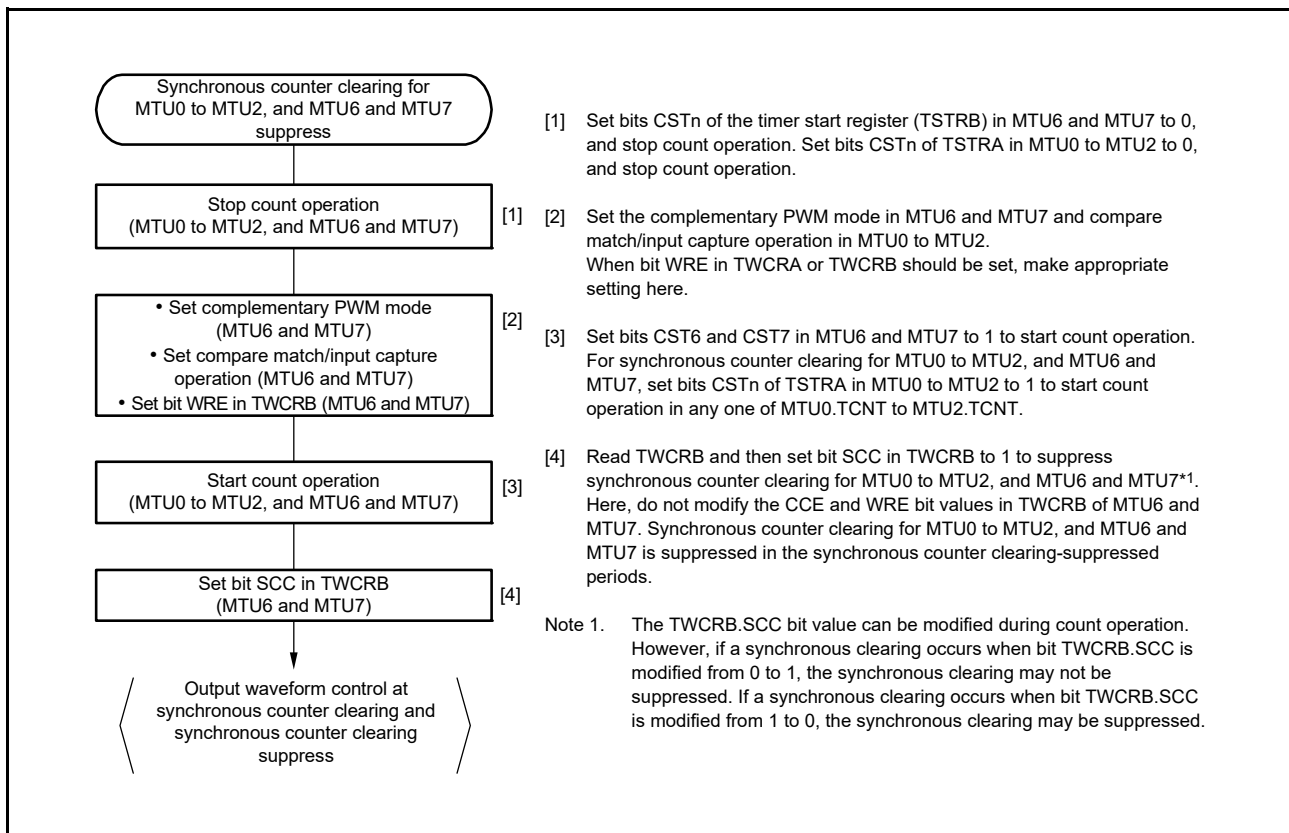 Synchronous counter clearing for
MTU0 to MTU2, and MTU6 and MTU7
suppress
Stop count operation
(MTU0 to MTU2, and MTU6 and MTU7)
[1]
• Set complementary PWM mode
(MTU6 and MTU7)
• Set compare match/input capture
operation (MTU6 and MTU7)
• Set bit WRE in TWCRB (MTU6 and MTU7)
[2]
Start count operation
(MTU0 to MTU2, and MTU6 and MTU7)
[3]
Set bit SCC in TWCRB
(MTU6 and MTU7)
[4]
Output waveform control at
synchronous counter clearing and
synchronous counter clearing
suppress
[1] Set bits CSTn of the timer start register (TSTRB) in MTU6 and MTU7 to 0,
and stop count operation. Set bits CSTn of TSTRA in MTU0 to MTU2 to 0,
and stop count operation.
[2] Set the complementary PWM mode in MTU6 and MTU7 and compare
match/input capture operation in MTU0 to MTU2.
When bit WRE in TWCRA or TWCRB should be set, make appropriate
setting here.
[3] Set bits CST6 and CST7 in MTU6 and MTU7 to 1 to start count operation.
For synchronous counter clearing for MTU0 to MTU2, and MTU6 and
MTU7, set bits CSTn of TSTRA in MTU0 to MTU2 to 1 to start count
operation in any one of MTU0.TCNT to MTU2.TCNT.
[4] Read TWCRB and then set bit SCC in TWCRB to 1 to suppress
synchronous counter clearing for MTU0 to MTU2, and MTU6 and MTU7*1.
Here, do not modify the CCE and WRE bit values in TWCRB of MTU6 and
MTU7. Synchronous counter clearing for MTU0 to MTU2, and MTU6 and
MTU7 is suppressed in the synchronous counter clearing-suppressed
periods.
Note 1. The TWCRB.SCC bit value can be modified during count operation.
However, if a synchronous clearing occurs when bit TWCRB.SCC is
modified from 0 to 1, the synchronous clearing may not be
suppressed. If a synchronous clearing occurs when bit TWCRB.SCC
is modified from 1 to 0, the synchronous clearing may be suppressed.